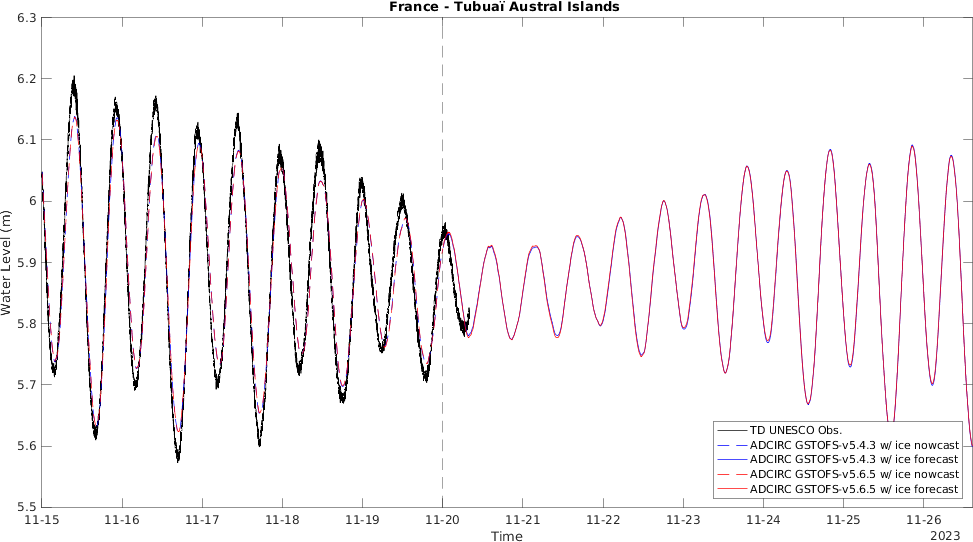 France - Tubuaï Austral Islands
6.3
6.2
6.1
6
5.9
5.8
5.7
5.6
5.5
Water Level (m)
TD UNESCO Obs.
ADCIRC GSTOFS-v5.4.3 w/ ice nowcast
ADCIRC GSTOFS-v5.4.3 w/ ice forecast
ADCIRC GSTOFS-v5.6.5 w/ ice nowcast
ADCIRC GSTOFS-v5.6.5 w/ ice forecast
11-15 11-16 11-17 11-18 11-19 11-20 11-21 11-22 11-23 11-24 11-25 11-26
Time
2023